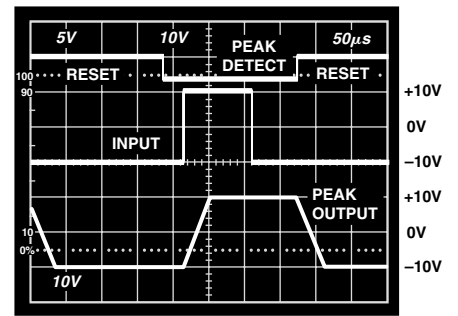 5V 10V 50µs
PEAK
DETECT
100 RESET RESET
90
+10V
0V
INPUT
–10V
PEAK
OUTPUT
+10V
10
0V
0%
–10V
10V